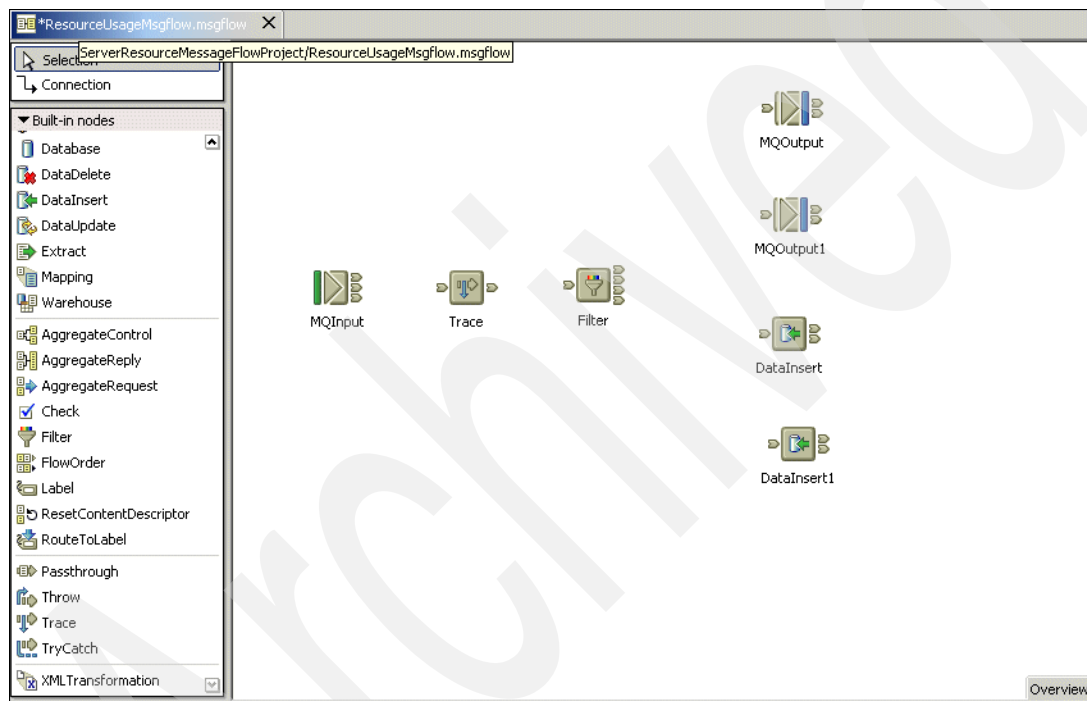 *ResourceUsageMsgflow.msgflow X
ServerResourceMessageFlowProject/ResourceUsageMsgflow.msgflow
Selection
Connection
Built-in nodes
Database
DataDelete
DataInsert
DataUpdate
Extract
Mapping
Warehouse
AggregateControl
AggregateReply
AggregateRequest
Check
Filter
FlowOrder
Label
ResetContentDescriptor
RouteToLabel
Passthrough
Throw
Trace
TryCatch
XMLTransformation
MQInput
Trace
Filter
MQOutput
MQOutput1
DataInsert
DataInsert1
Overview
Archived